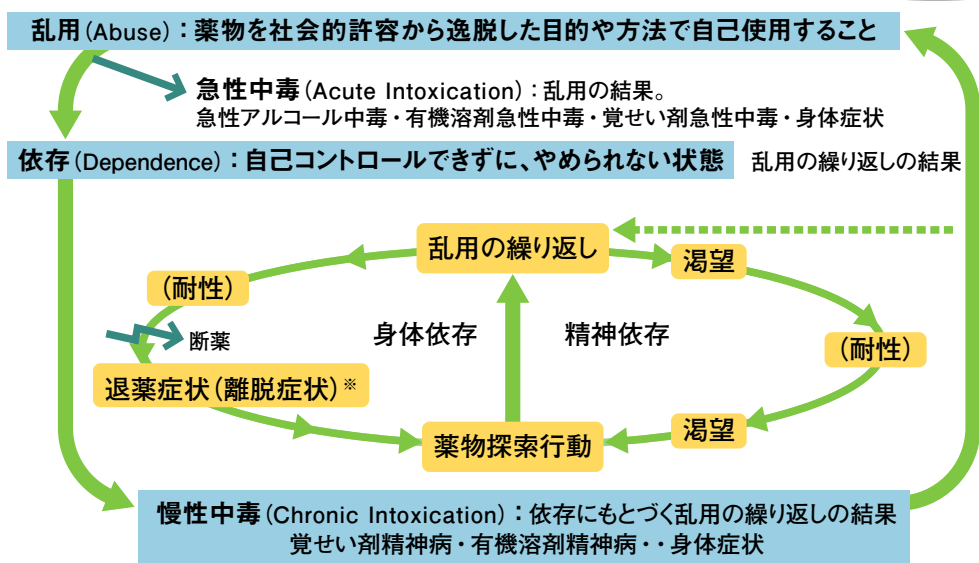 乱用(Abuse)：薬物を社会的許容から逸脱した目的や方法で自己使用すること
急性中毒(Acute Intoxication)：乱用の結果。
急性アルコール中毒・有機溶剤急性中毒・覚せい剤急性中毒・身体症状
依存(Dependence)：自己コントロールできずに、やめられない状態
乱用の繰り返しの結果
乱用の繰り返し
渇望
(耐性)
断薬
身体依存
精神依存
(耐性)
退薬症状(離脱症状)※
渇望
薬物探索行動
慢性中毒(Chronic Intoxication)：依存にもとづく乱用の繰り返しの結果
覚せい剤精神病・有機溶剤精神病・・身体症状